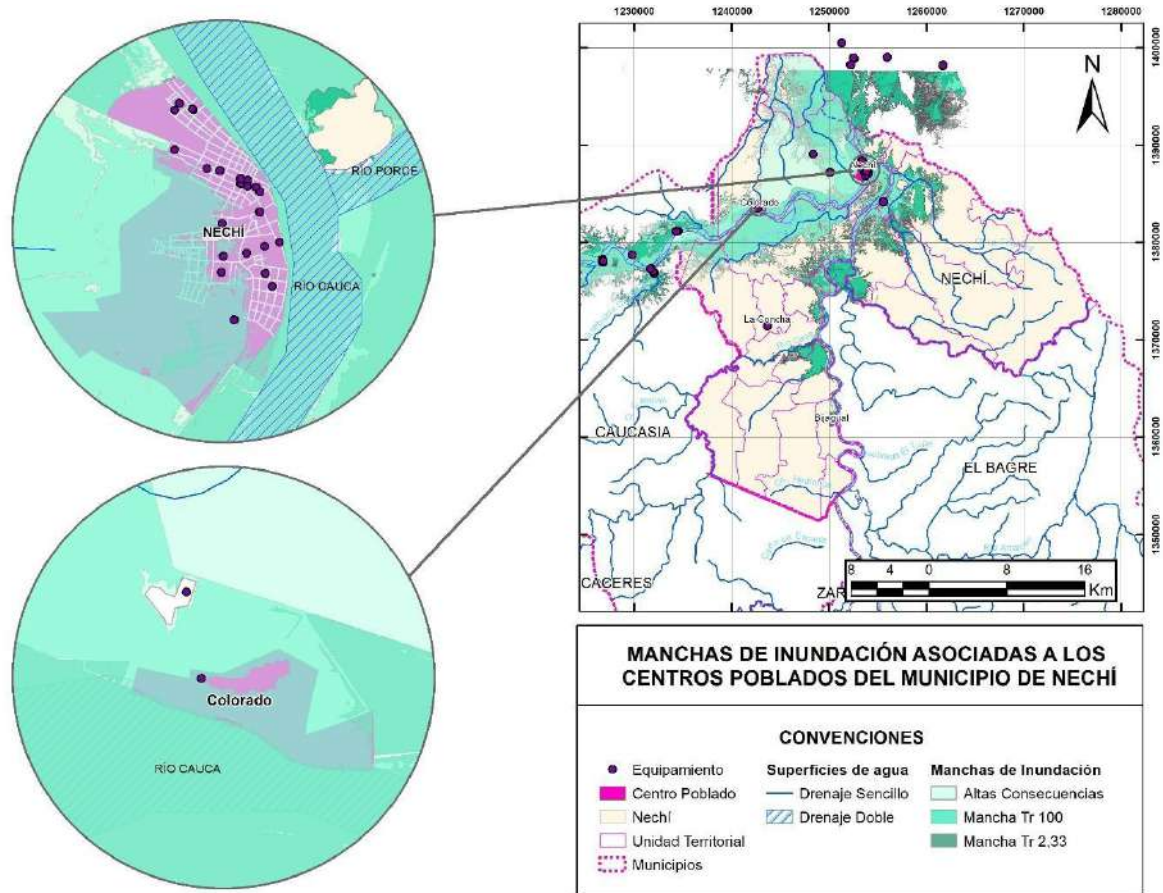 1230000 1240000 1250000 1260000 1270000 1280000
1400000
1390000
1380000
1370000
1360000
1350000
N
RÍO PORCE
NECHÍ
RÍO CAUCA
Nechí
Colorado
NECHÍ
La Concha
Bijagual
CAUCASIA
EL BAGRE
CÁCERES
ZAR
8 4 0 8 16
Km
Colorado
RÍO CAUCA
MANCHAS DE INUNDACIÓN ASOCIADAS A LOS
CENTROS POBLADOS DEL MUNICIPIO DE NECHÍ
CONVENCIONES
Equipamiento
Centro Poblado
Nechí
Unidad Territorial
Municipios
Superficies de agua
Drenaje Sencillo
Drenaje Doble
Manchas de Inundación
Altas Consecuencias
Mancha Tr 100
Mancha Tr 2,33